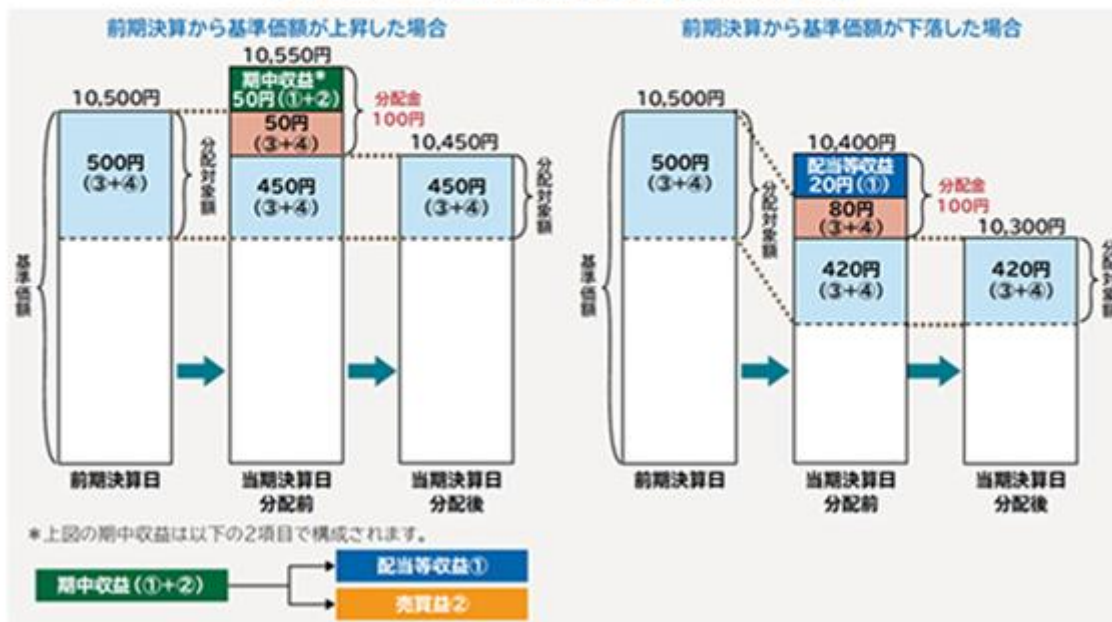 前期決算から基準価額が上昇した場合
10,550円
10,500円
期中収益*
50円(①+②)
分配金
100円
50円
(③+④)
10,450円
500円
(③+④)
分配対象額
450円
(③+④)
450円
(③+④)
分配対象額
基準価額
前期決算日
当期決算日
分配前
当期決算日
分配後
前期決算から基準価額が下落した場合
10,500円
10,400円
500円
(③+④)
分配対象額
配当等収益
20円(①)
分配金
100円
80円
(③+④)
10,300円
420円
(③+④)
420円
(③+④)
分配対象額
基準価額
前期決算日
当期決算日
分配前
当期決算日
分配後
*上図の期中収益は以下の2項目で構成されます。
期中収益(①+②)
配当等収益①
売買益②